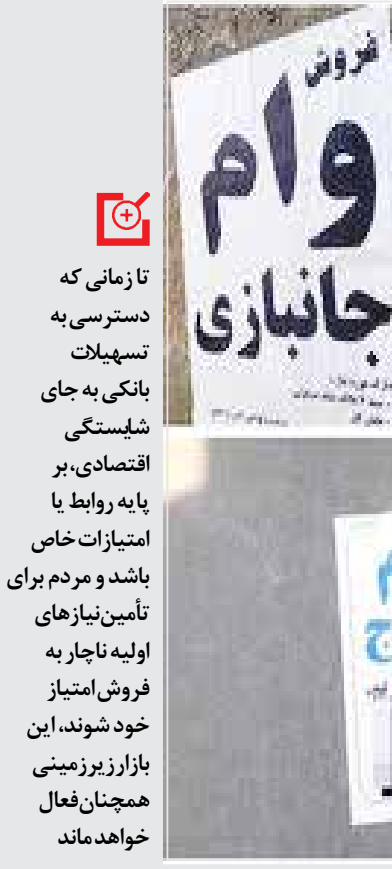 تا زمانی که
دسترسی به
تسهیلات
بانکی به جای
شایستگی
اقتصادی، بر
پایه روابط یا
امتیازات خاص
باشد و مردم برای
تأمین نیازهای
اولیه ناچار به
فروش امتیاز
خود شوند، این
بازار زیرزمینی
همچنان فعال
خواهد ماند
فروش
وام
جانبازی